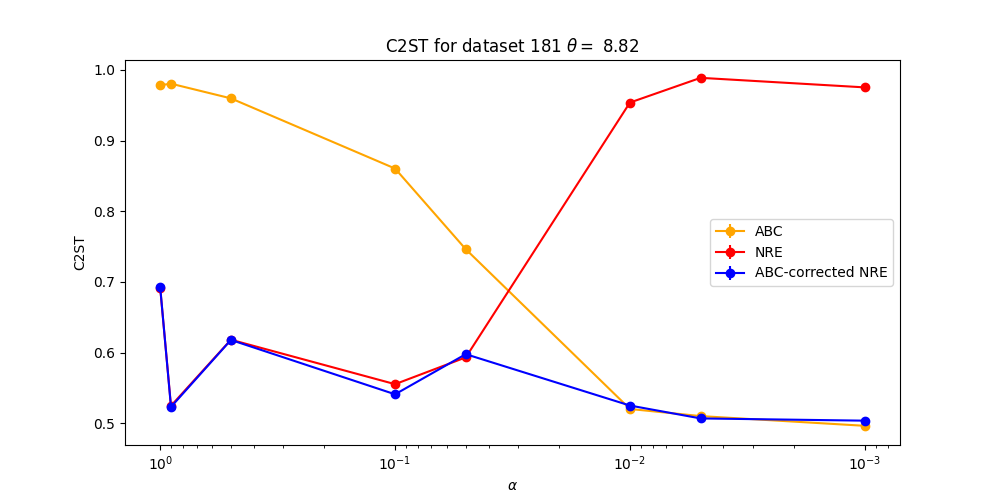 C2ST for dataset 181 θ = 8.82
C2ST
1.0
0.9
0.8
0.7
0.6
0.5
ABC
NRE
ABC-corrected NRE
10⁰
10⁻¹
10⁻²
10⁻³
α